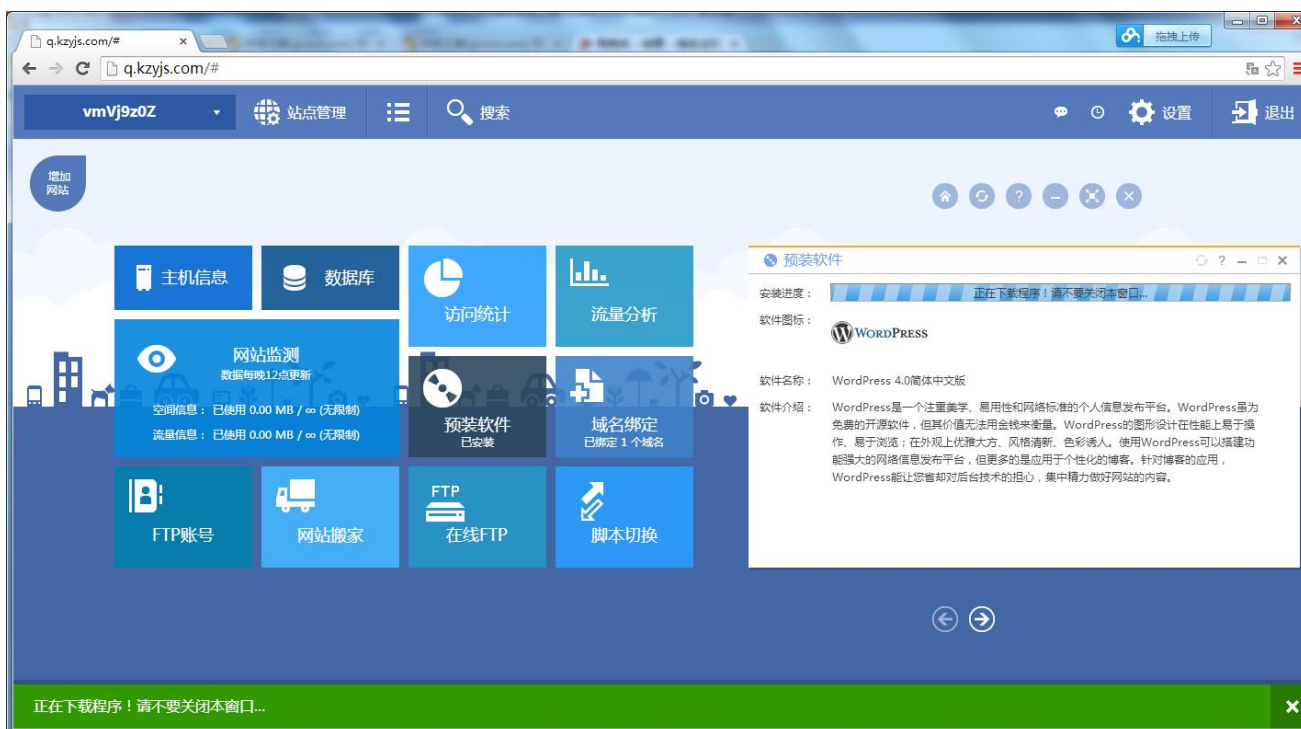 q.kzyjs.com/#
拖拽上传
q.kzyjs.com/#
vmVj9z0Z
站点管理
搜索
设置
退出
增加
网站
主机信息
数据库
访问统计
流量分析
网站监测
数据每晚12点更新
空间信息： 已使用 0.00 MB / ∞ (无限制)
流量信息： 已使用 0.00 MB / ∞ (无限制)
预装软件
已安装
域名绑定
已绑定 1 个域名
FTP账号
网站搬家
FTP
在线FTP
脚本切换
预装软件
安装进度：
正在下载程序！请不要关闭本窗口...
软件图标：
WORDPRESS
软件名称： WordPress 4.0简体中文版
软件介绍： WordPress是一个注重美学、易用性和网络标准的个人信息发布平台。WordPress虽为
免费的开源软件，但其价值无法用金钱来衡量。WordPress的图形设计在性能上易于操
作、易于浏览；在外观上优雅大方、风格清新、色彩诱人。使用WordPress可以搭建功
能强大的网络信息发布平台，但更多的是应用于个性化的博客。针对博客的应用，
WordPress能让您省却对后台技术的担心，集中精力做好网站的内容。
正在下载程序！请不要关闭本窗口...